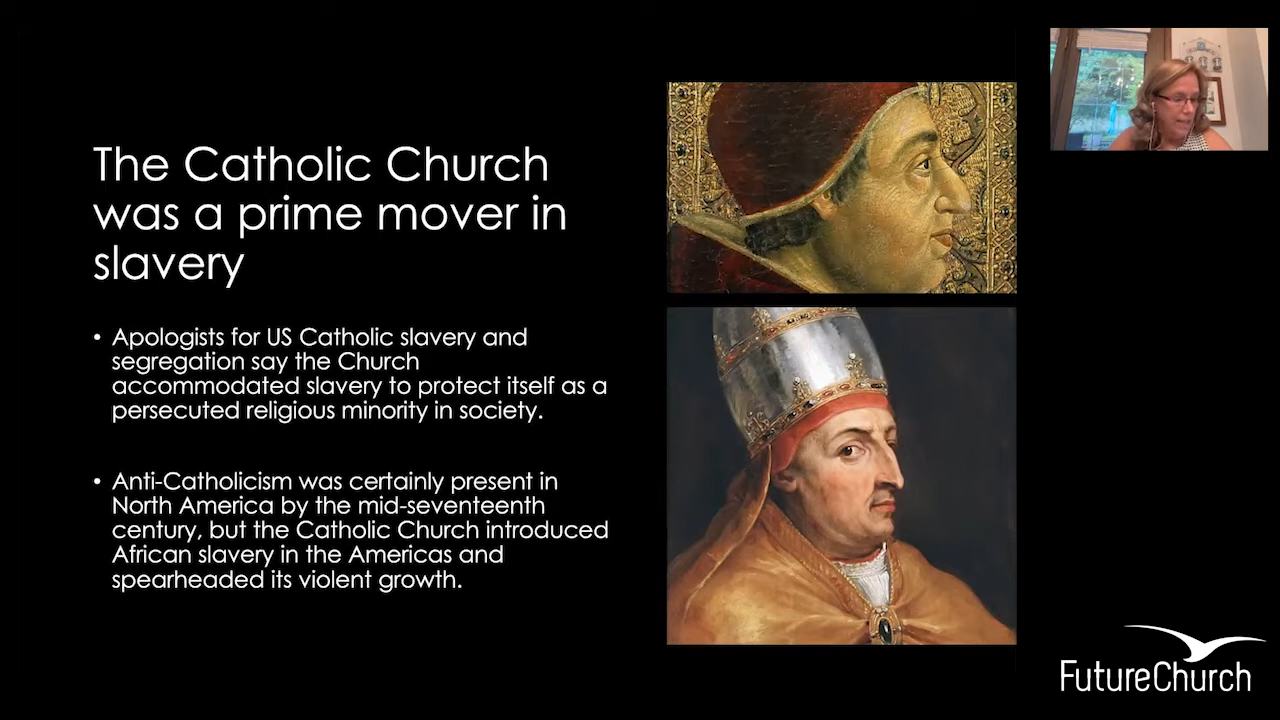 The Catholic Church
was a prime mover in
slavery
• Apologists for US Catholic slavery and
segregation say the Church
accommodated slavery to protect itself as a
persecuted religious minority in society.
• Anti-Catholicism was certainly present in
North America by the mid-seventeenth
century, but the Catholic Church introduced
African slavery in the Americas and
spearheaded its violent growth.
FutureChurch